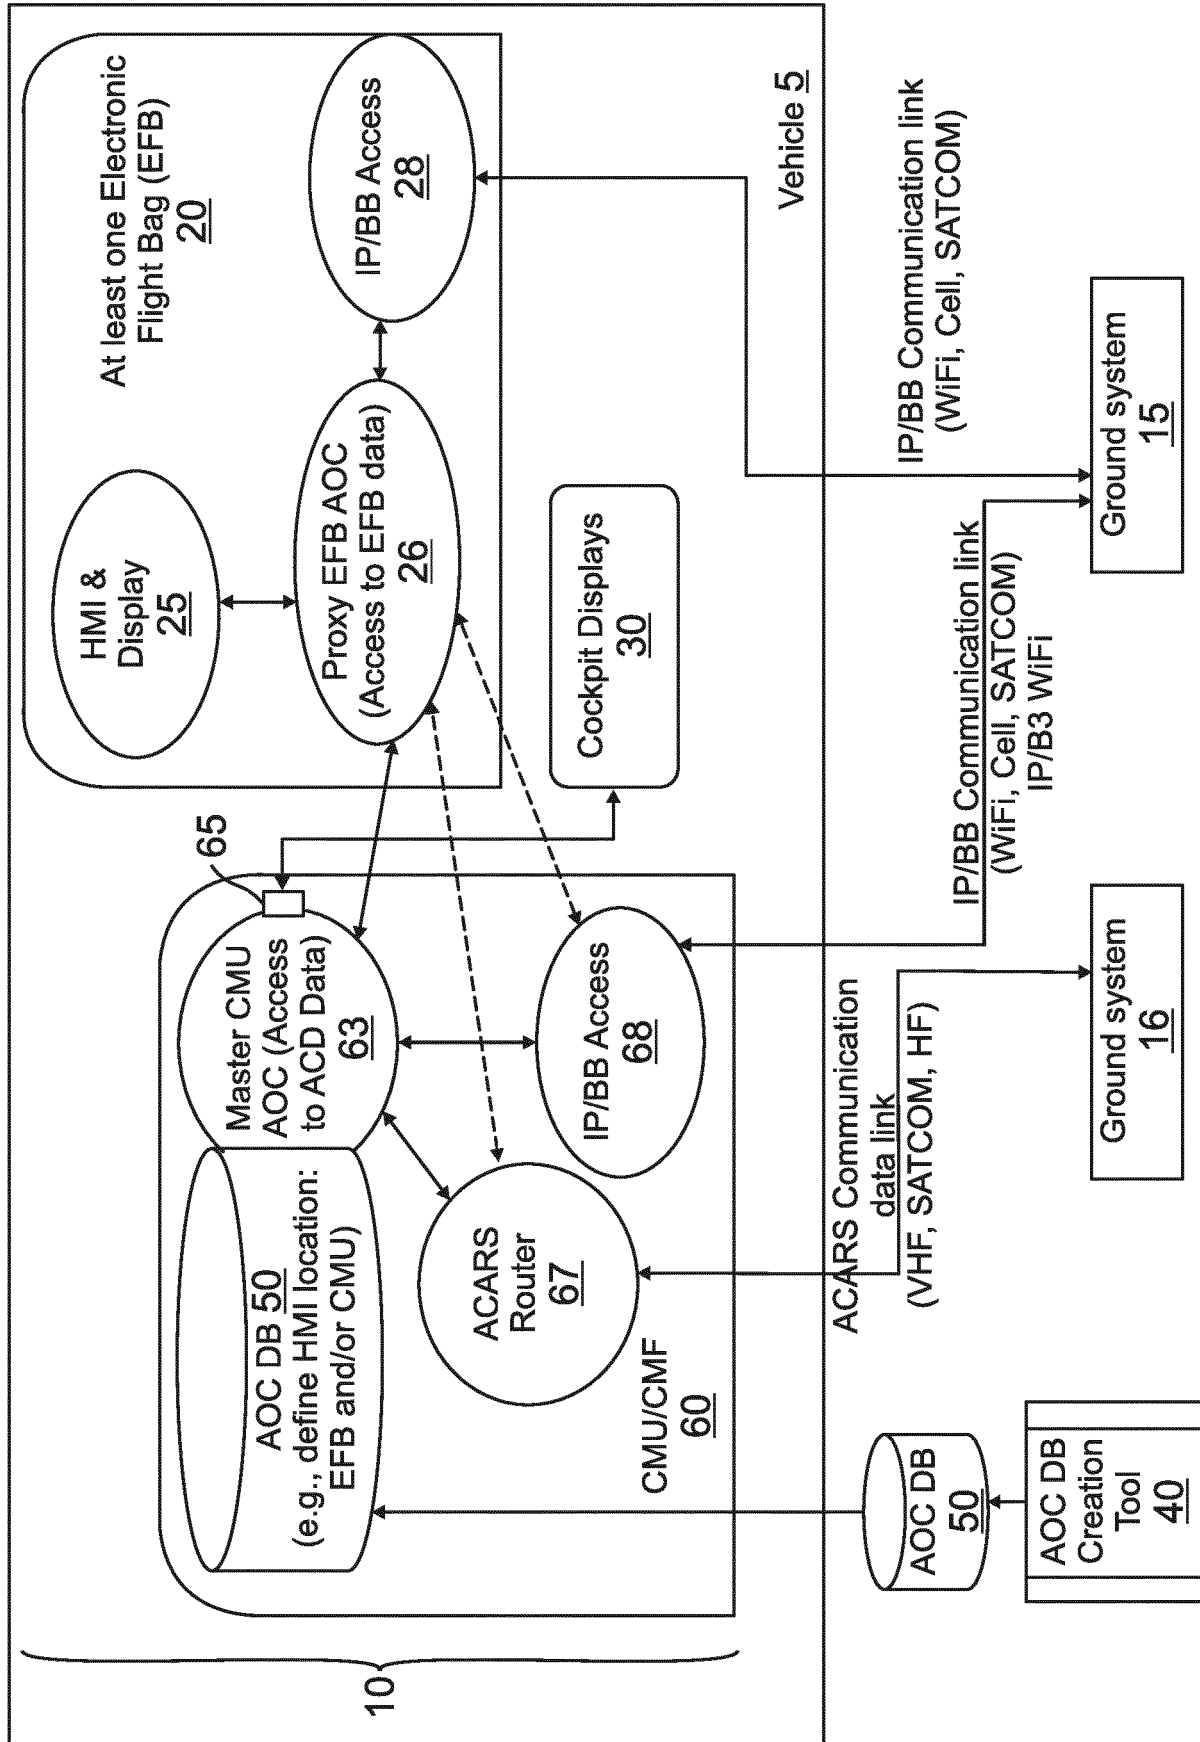 10
AOC DB 50
(e.g., define HMI location:
EFB and/or CMU)
Master CMU
AOC (Access
to ACD Data)
63
65
ACARS
Router
67
IP/BB Access
68
CMU/CMF
60
At least one Electronic
Flight Bag (EFB)
20
HMI &
Display
25
Proxy EFB AOC
(Access to EFB data)
26
IP/BB Access
28
Cockpit Displays
30
Vehicle 5
AOC DB
50
AOC DB
Creation
Tool
40
ACARS Communication
data link
(VHF, SATCOM, HF)
Ground system
16
IP/BB Communication link
(WiFi, Cell, SATCOM)
IP/B3 WiFi
IP/BB Communication link
(WiFi, Cell, SATCOM)
Ground system
15